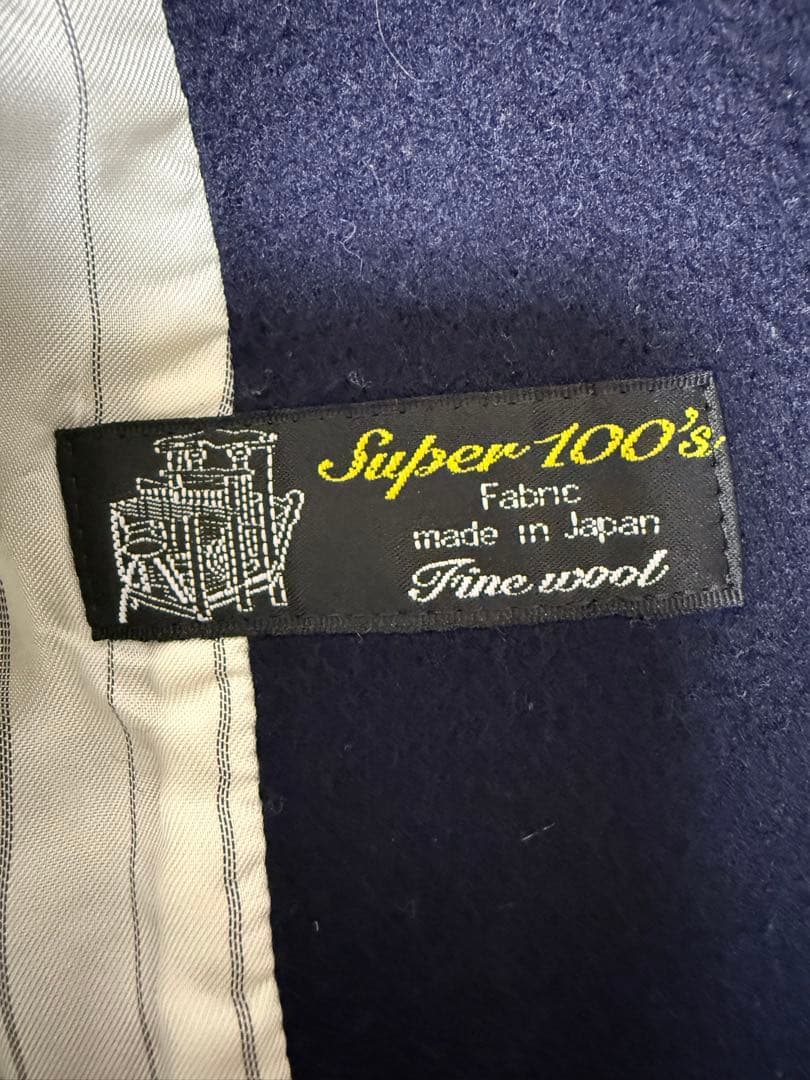 Super 100's
Fabric
made in Japan
Fine wool